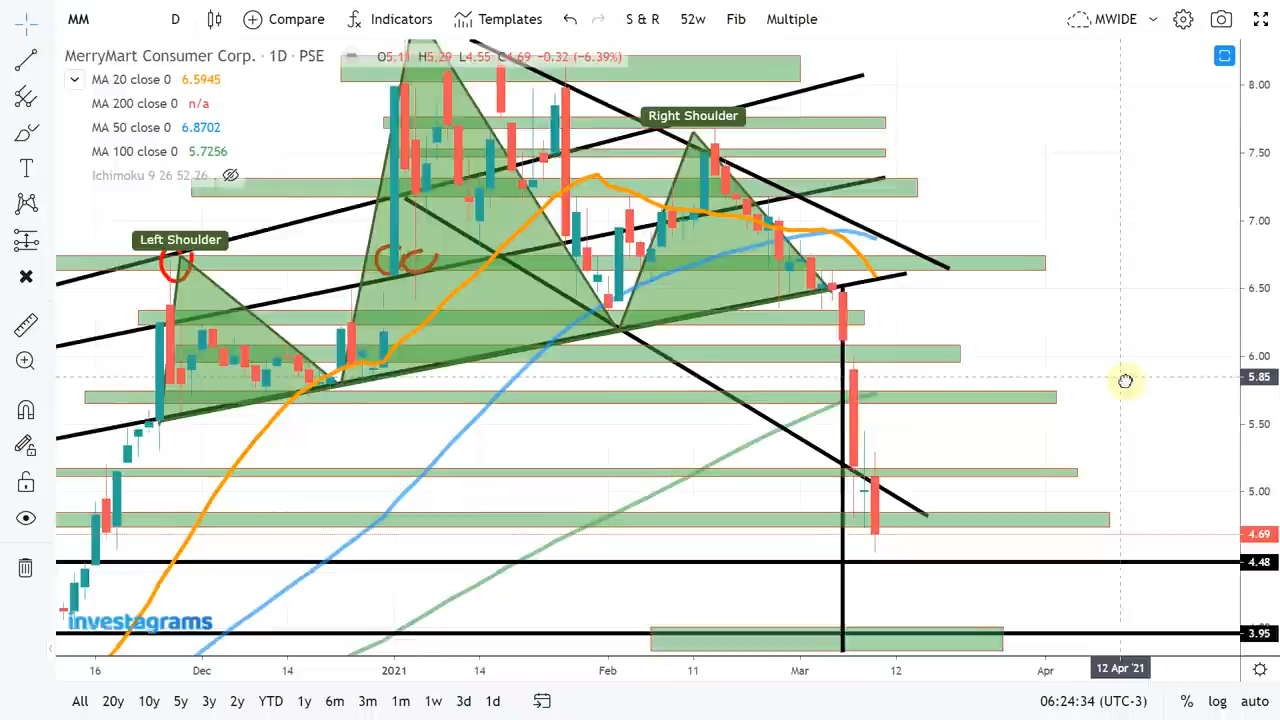 MM D Compare Indicators Templates S & R 52w Fib Multiple MWIDE
MerryMart Consumer Corp. · 1D · PSE O5.11 H5.29 L4.55 C4.69 −0.32 (−6.39%)
MA 20 close 0 6.5945
MA 200 close 0 n/a
MA 50 close 0 6.8702
MA 100 close 0 5.7256
Ichimoku 9 26 52 26
Left Shoulder
Right Shoulder
8.00
7.50
7.00
6.50
6.00
5.85
5.50
5.00
4.69
4.48
3.95
investagrams
16 Dec 14 2021 14 Feb 11 Mar 12 Apr 12 Apr '21
All 20y 10y 5y YTD 3y 2y 1y 6m 3m 1m 1w 3d 1d 06:24:34 (UTC-3) % log auto